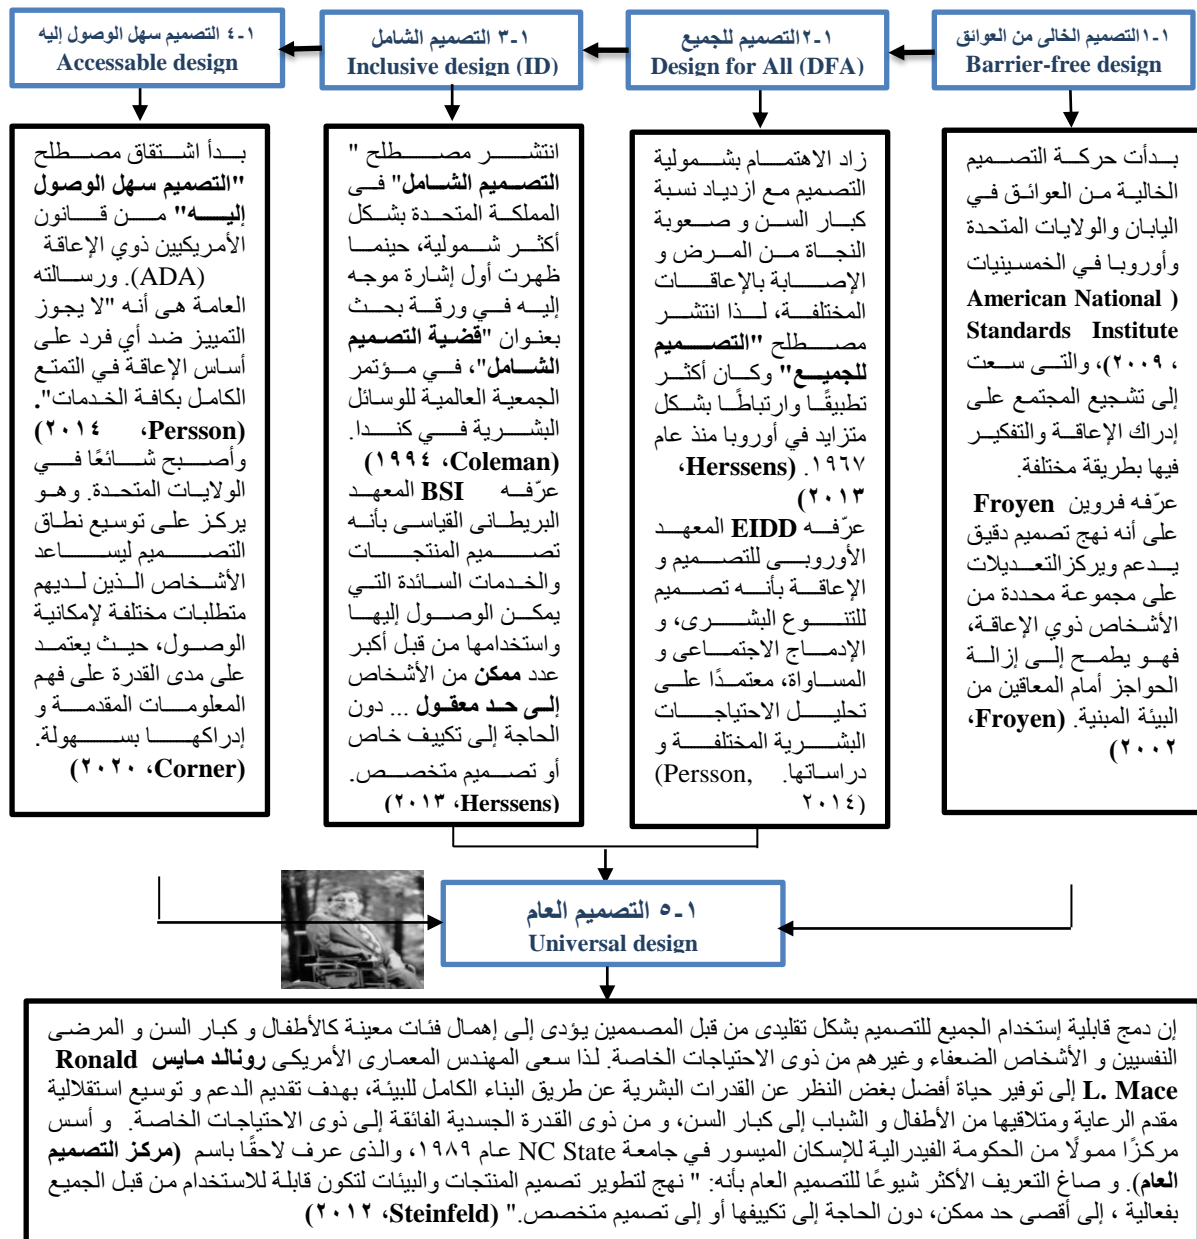 ١-١التصميم الخالى من العوائق
Barrier-free design
١-٢التصميم للجميع
Design for All (DFA)
١-٣ التصميم الشامل
Inclusive design (ID)
١-٤ التصميم سهل الوصول إليه
Accessable design
بدأت حركة التصميم
الخالية من العوائق في
اليابان والولايات المتحدة
وأوروبا في الخمسينيات
( American National
Standards Institute
، ٢٠٠٩)، والتى سعت
إلى تشجيع المجتمع على
إدراك الإعاقة والتفكير
فيها بطريقة مختلفة.
عرّفه فروين Froyen
على أنه نهج تصميم دقيق
يدعم ويركز التعديلات
على مجموعة محددة من
الأشخاص ذوي الإعاقة،
فهو يطمح إلى إزالة
الحواجز أمام المعاقين من
البيئة المبنية. (Froyen،
٢٠٠٢)
زاد الاهتمام بشمولية
التصميم مع ازدياد نسبة
كبار السن و صعوبة
النجاة من المرض و
الإصابة بالإعاقات
المختلفة، لذا انتشر
مصطلح "التصميم
للجميع" وكان أكثر
تطبيقًا وارتباطًا بشكل
متزايد في أوروبا منذ عام
١٩٦٧. (Herssens،
٢٠١٣)
عرّفه EIDD المعهد
الأوروبى للتصميم و
الإعاقة بأنه تصميم
للتنوع البشرى، و
الإدماج الاجتماعى و
المساواة، معتمدًا على
تحليل الاحتياجات
البشرية المختلفة و
دراساتها. (Persson,
٢٠١٤)
انتشر مصطلح "
التصميم الشامل" فى
المملكة المتحدة بشكل
أكثر شمولية، حينما
ظهرت أول إشارة موجه
إليه في ورقة بحث
بعنوان "قضية التصميم
الشامل"، في مؤتمر
الجمعية العالمية للوسائل
البشرية في كندا.
(Coleman، ١٩٩٤)
عرّفه BSI المعهد
البريطانى القياسى بأنه
تصميم المنتجات
والخدمات السائدة التي
يمكن الوصول إليها
واستخدامها من قبل أكبر
عدد ممكن من الأشخاص
إلى حد معقول ... دون
الحاجة إلى تكييف خاص
أو تصميم متخصص.
(Herssens، ٢٠١٣)
بدأ اشتقاق مصطلح
"التصميم سهل الوصول
إليه" من قانون
الأمريكيين ذوي الإعاقة
(ADA). ورسالته
العامة هى أنه "لا يجوز
التمييز ضد أي فرد على
أساس الإعاقة في التمتع
الكامل بكافة الخدمات".
(Persson، ٢٠١٤)
وأصبح شائعًا في
الولايات المتحدة. وهو
يركز على توسيع نطاق
التصميم ليساعد
الأشخاص الذين لديهم
متطلبات مختلفة لإمكانية
الوصول، حيث يعتمد
على مدى القدرة على فهم
المعلومات المقدمة و
إدراكها بسهولة.
(Corner، ٢٠٢٠)
١-٥ التصميم العام
Universal design
إن دمج قابلية إستخدام الجميع للتصميم بشكل تقليدى من قبل المصممين يؤدى إلى إهمال فئات معينة كالأطفال و كبار السن و المرضى
النفسيين و الأشخاص الضعفاء وغيرهم من ذوى الاحتياجات الخاصة. لذا سعى المهندس المعمارى الأمريكى رونالد مايس Ronald
L. Mace إلى توفير حياة أفضل بغض النظر عن القدرات البشرية عن طريق البناء الكامل للبيئة، بهدف تقديم الدعم و توسيع استقلالية
مقدم الرعاية ومتلاقيها من الأطفال و الشباب إلى كبار السن، و من ذوى القدرة الجسدية الفائقة إلى ذوى الاحتياجات الخاصة. و أسس
مركزًا ممولًا من الحكومة الفيدرالية للإسكان الميسور في جامعة NC State عام ١٩٨٩، والذى عرف لاحقًا باسم (مركز التصميم
العام). و صاغ التعريف الأكثر شيوعًا للتصميم العام بأنه: " نهج لتطوير تصميم المنتجات والبيئات لتكون قابلة للاستخدام من قبل الجميع
بفعالية ، إلى أقصى حد ممكن، دون الحاجة إلى تكييفها أو إلى تصميم متخصص." (Steinfeld، ٢٠١٢)